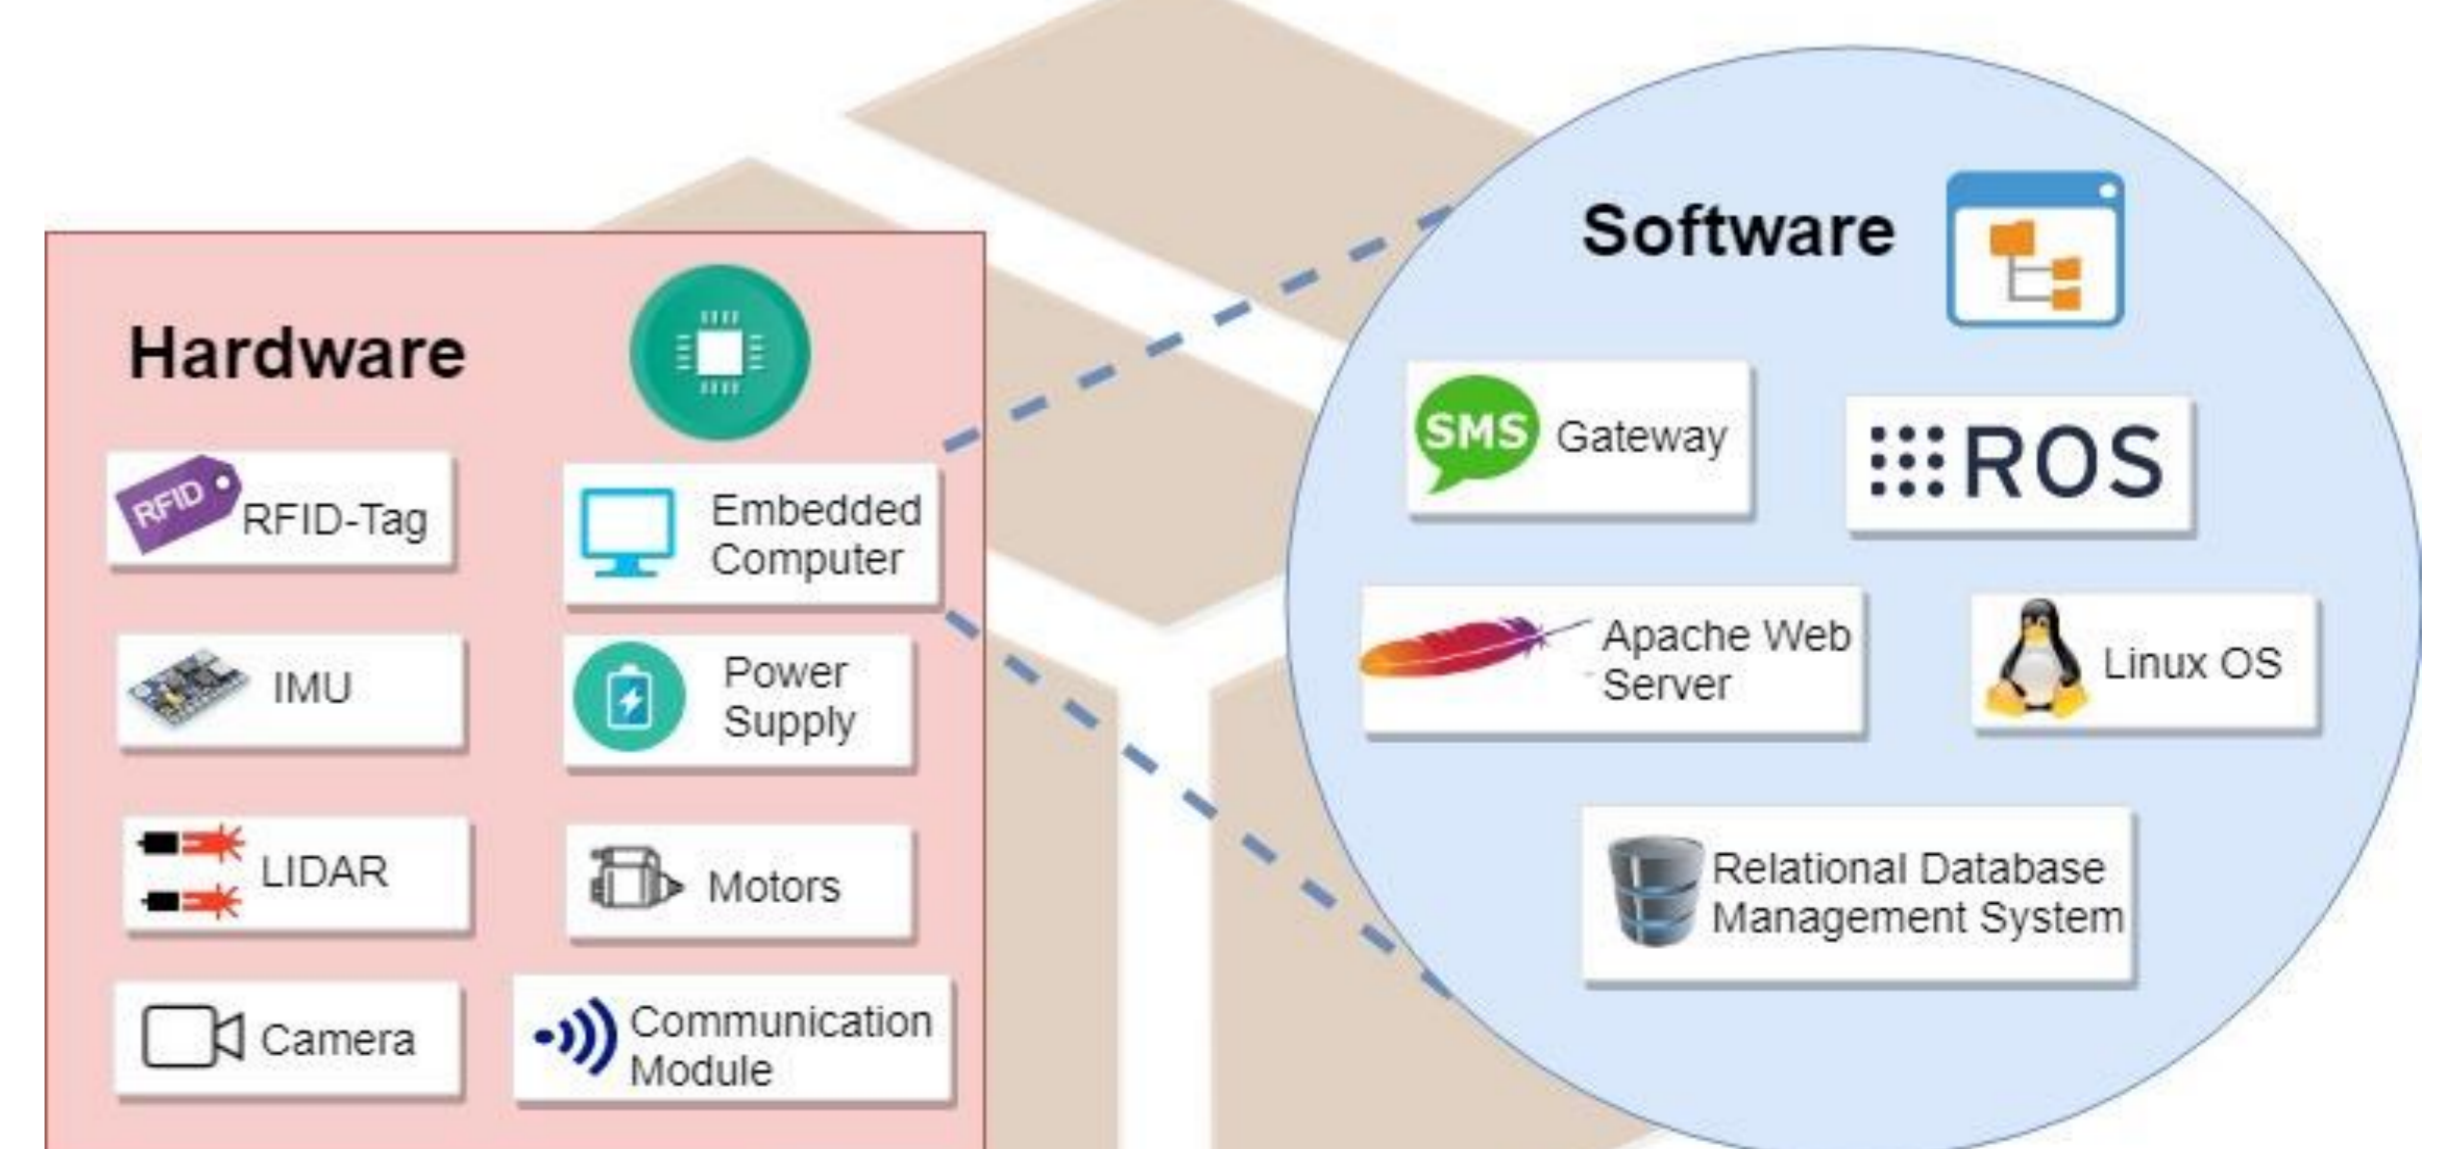 Hardware
RFID
RFID-Tag
Embedded
Computer
IMU
Power
Supply
LIDAR
Motors
Camera
Communication
Module
Software
SMS
Gateway
ROS
Apache Web
Server
Linux OS
Relational Database
Management System